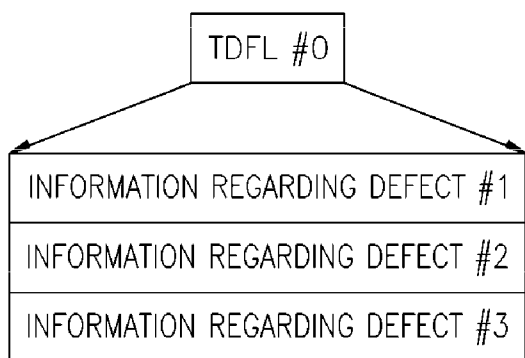 TDFL #0
INFORMATION REGARDING DEFECT #1
INFORMATION REGARDING DEFECT #2
INFORMATION REGARDING DEFECT #3